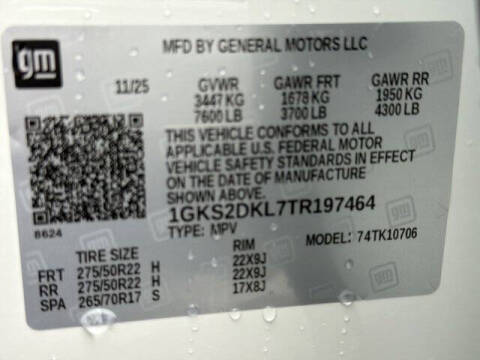 gm
MFD BY GENERAL MOTORS LLC
11/25 GVWR GAWR FRT GAWR RR
3447 KG 1678 KG 1950 KG
7600 LB 3700 LB 4300 LB
THIS VEHICLE CONFORMS TO ALL
APPLICABLE U.S. FEDERAL MOTOR
VEHICLE SAFETY STANDARDS IN EFFECT
ON THE DATE OF MANUFACTURE
SHOWN ABOVE.
8624
1GKS2DKL7TR197464
TYPE: MPV MODEL: 74TK10706
TIRE SIZE RIM
FRT 275/50R22 H 22X9J
RR 275/50R22 H 22X9J
SPA 265/70R17 S 17X8J